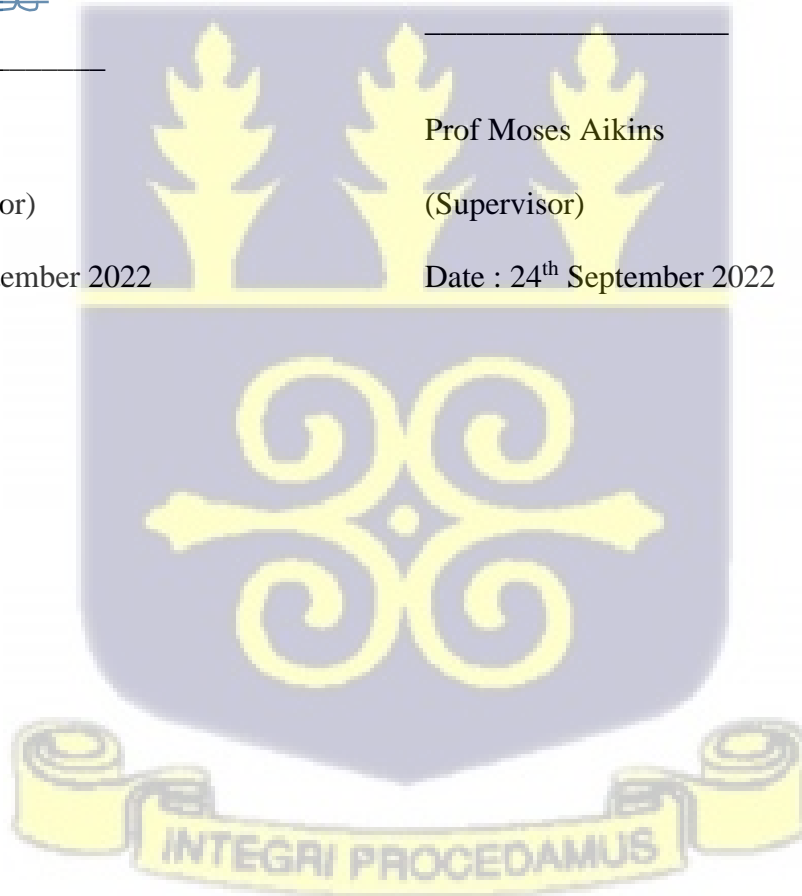 Prof Moses Aikins
or) (Supervisor)
ember 2022 Date : 24th September 2022
INTEGRI PROCEDAMUS